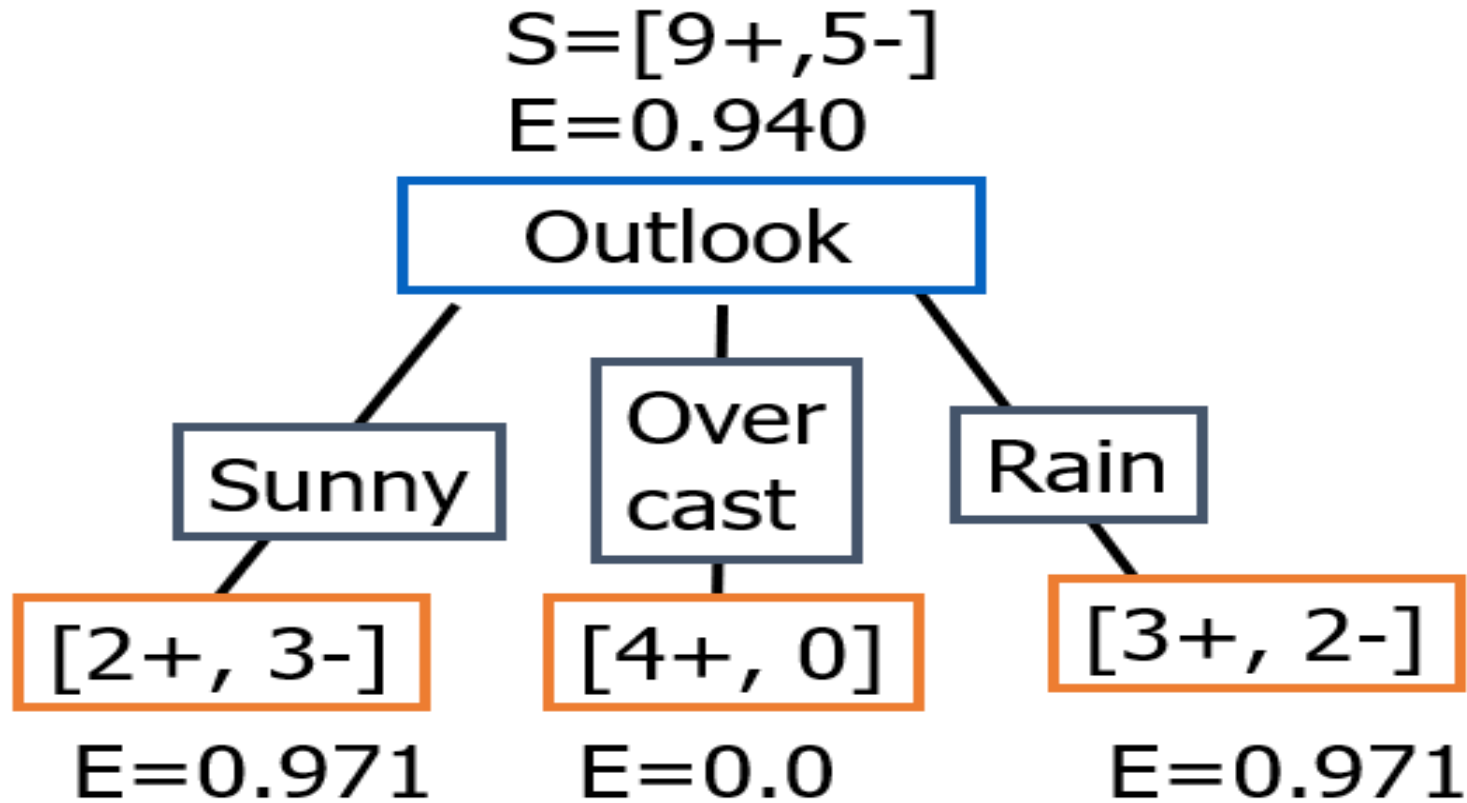 S=[9+,5-]
E=0.940
Outlook
Sunny
Over
cast
Rain
[2+, 3-]
[4+, 0]
[3+, 2-]
E=0.971
E=0.0
E=0.971